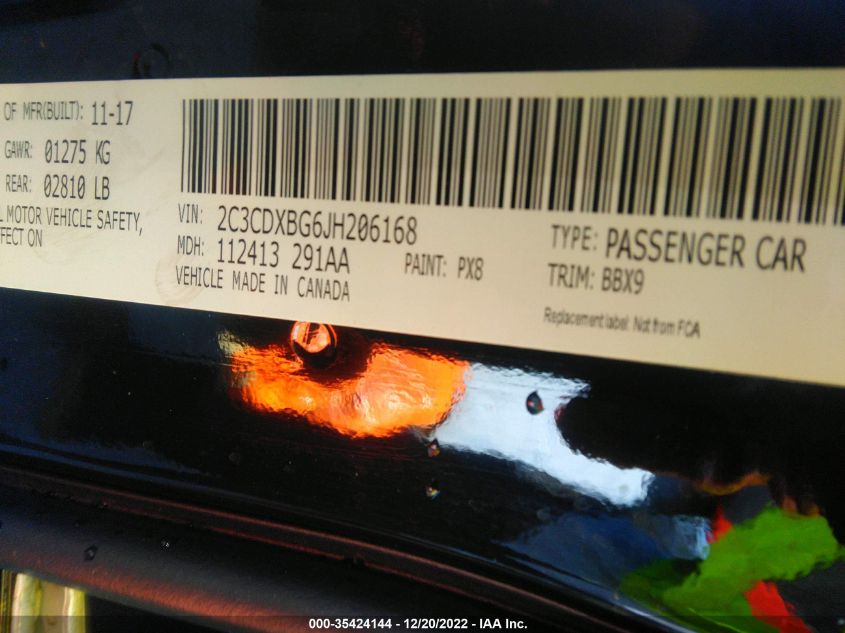 OF MFR(BUILT): 11-17
GAWR: 01275 KG
REAR: 02810 LB
L MOTOR VEHICLE SAFETY,
FFECT ON
VIN: 2C3CDXBG6JH206168
MDH: 112413 291AA
PAINT: PX8
VEHICLE MADE IN CANADA
TYPE: PASSENGER CAR
TRIM: BBX9
Replacement label: Not from FCA
000-35424144 - 12/20/2022 - IAA Inc.